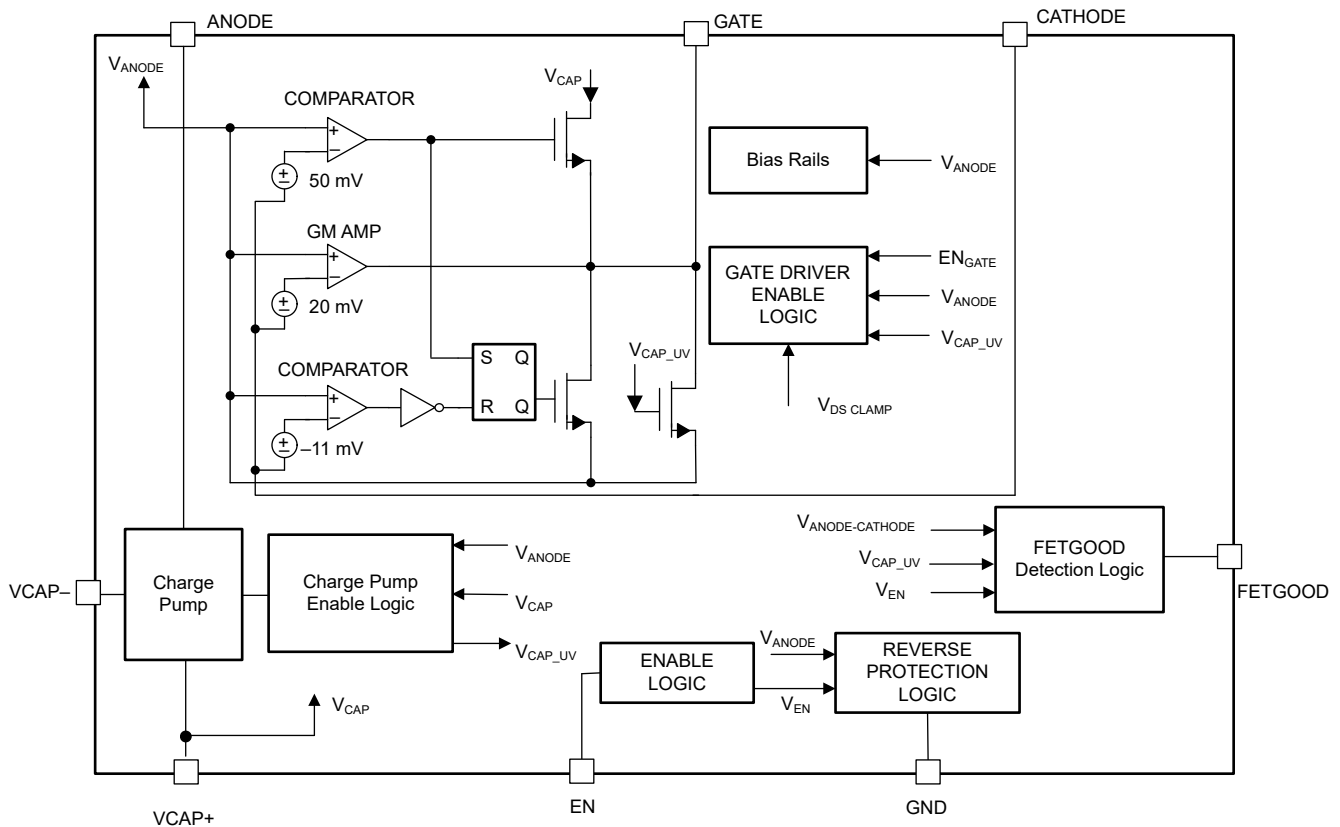 ANODE
GATE
CATHODE
VANODE
VCAP
COMPARATOR
+
−
±
50 mV
Bias Rails
VANODE
GM AMP
+
−
±
20 mV
GATE DRIVER
ENABLE
LOGIC
ENGATE
VANODE
VCAP_UV
VDS CLAMP
COMPARATOR
+
−
±
–11 mV
S Q
R Q
VCAP_UV
VCAP–
Charge
Pump
Charge Pump
Enable Logic
VANODE
VCAP
VCAP_UV
VANODE-CATHODE
VCAP_UV
VEN
FETGOOD
Detection Logic
FETGOOD
ENABLE
LOGIC
VANODE
VEN
REVERSE
PROTECTION
LOGIC
VCAP
VCAP+
EN
GND